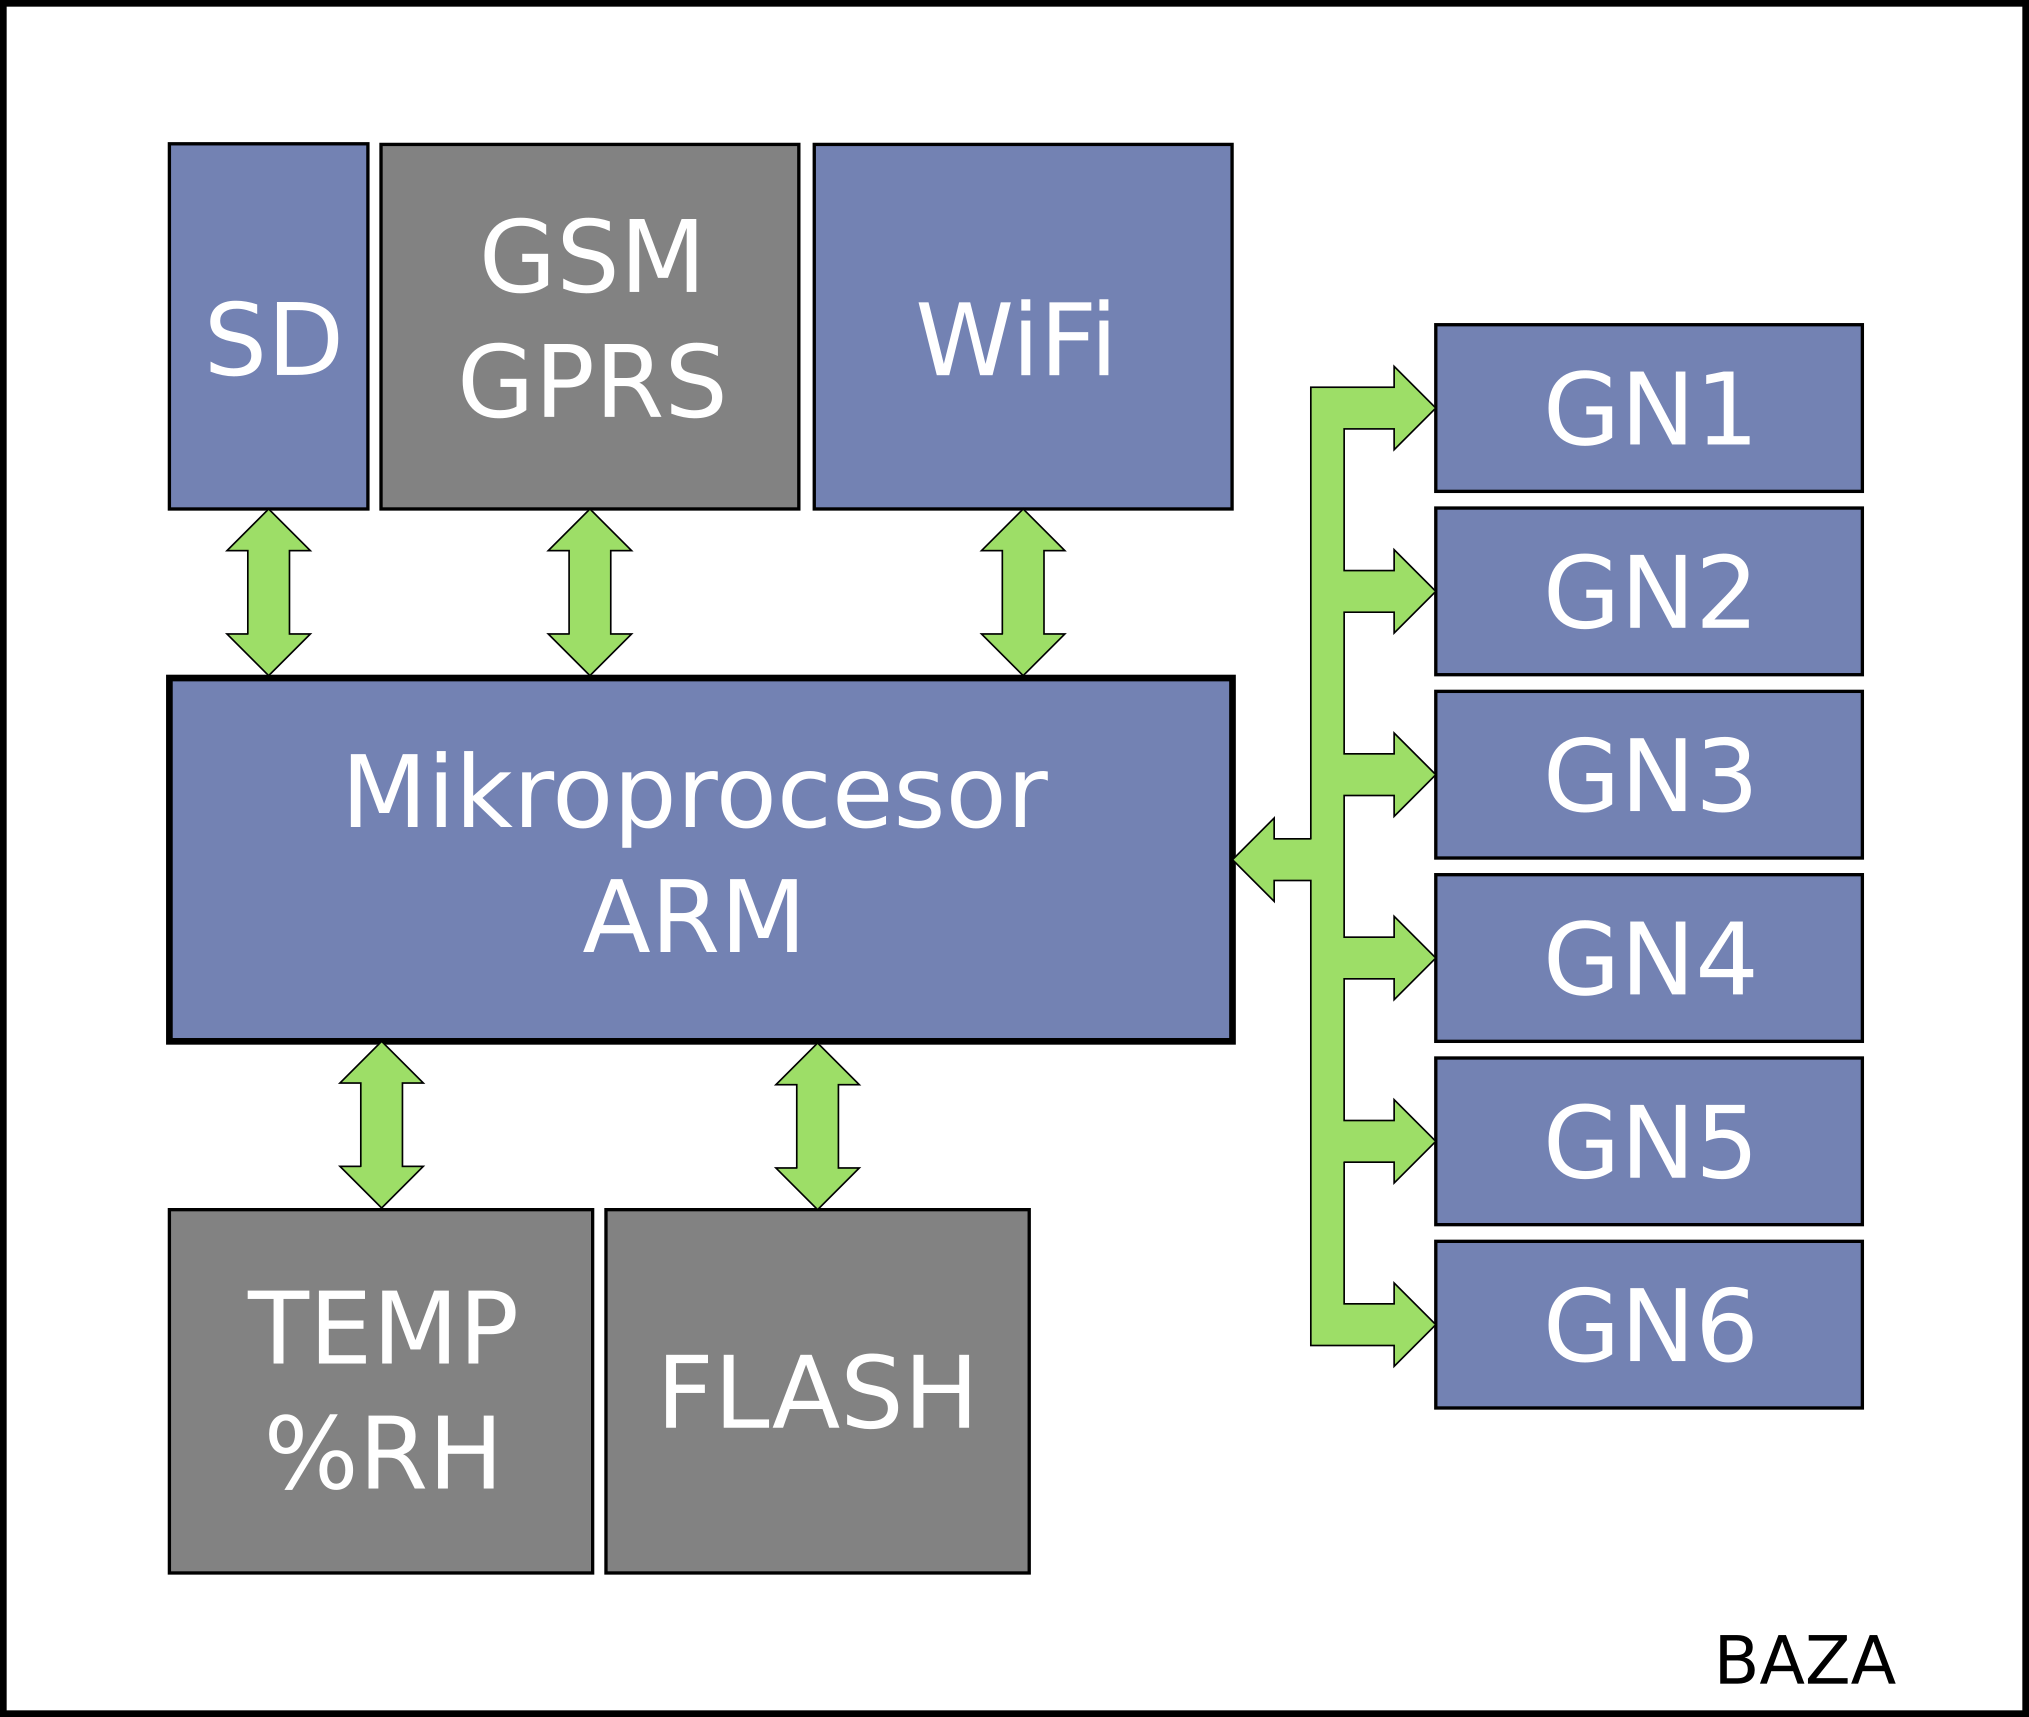 SD
GSM
GPRS
WiFi
GN1
GN2
GN3
GN4
GN5
GN6
Mikroprocesor
ARM
TEMP
%RH
FLASH
BAZA